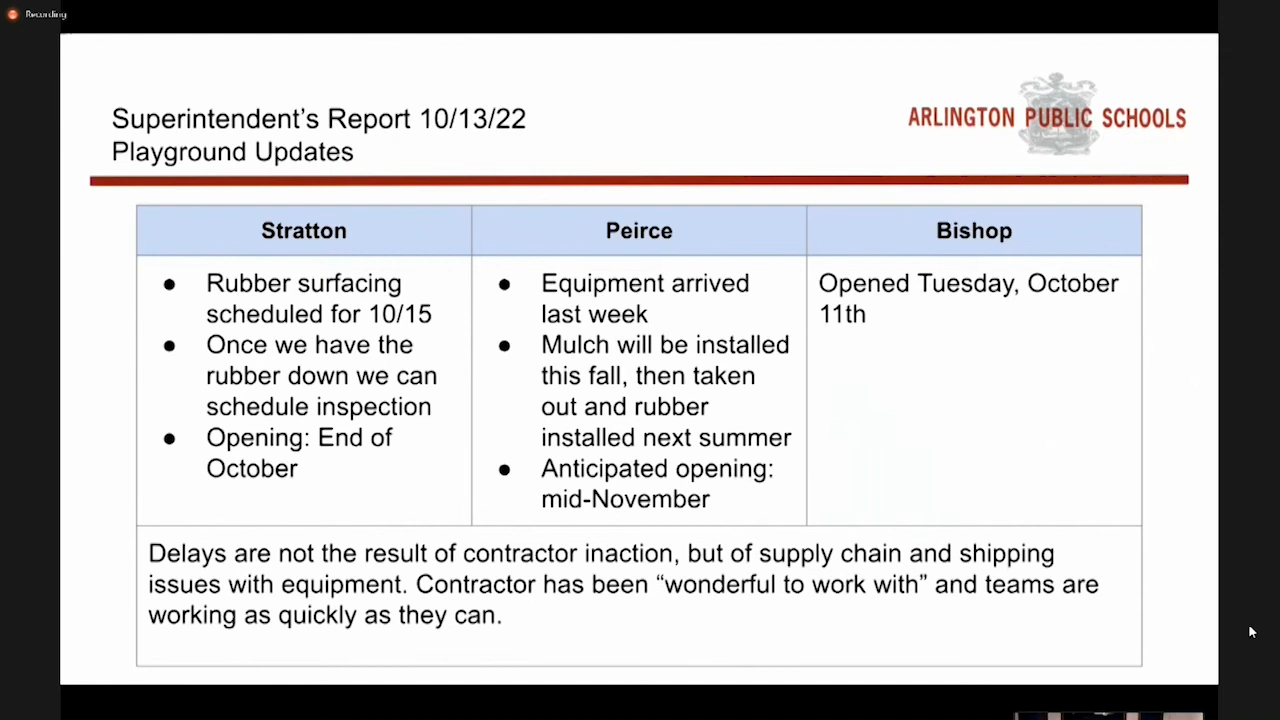 Recording
Superintendent's Report 10/13/22
Playground Updates
ARLINGTON PUBLIC SCHOOLS
Stratton
Peirce
Bishop
● Rubber surfacing
scheduled for 10/15
● Once we have the
rubber down we can
schedule inspection
● Opening: End of
October
● Equipment arrived
last week
● Mulch will be installed
this fall, then taken
out and rubber
installed next summer
● Anticipated opening:
mid-November
Opened Tuesday, October
11th
Delays are not the result of contractor inaction, but of supply chain and shipping
issues with equipment. Contractor has been “wonderful to work with” and teams are
working as quickly as they can.